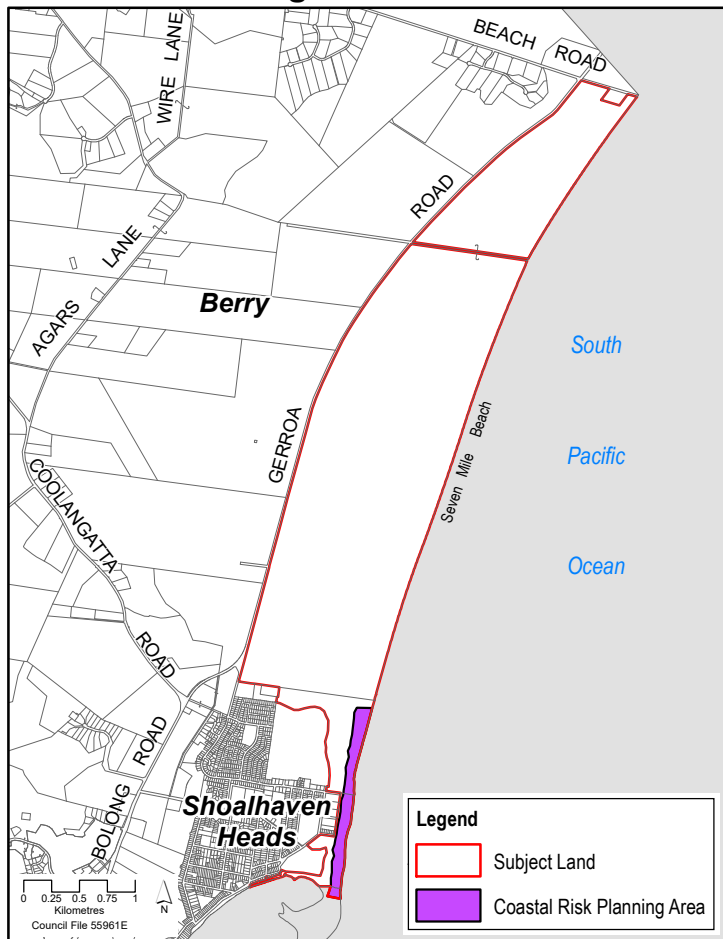 BEACH ROAD
WIRE LANE
ROAD
AGARS LANE
Berry
South
GERROA
Seven Mile Beach
Pacific
COOLANGATTA
Ocean
ROAD
ROAD
BOLONG
Shoalhaven
Heads
Legend
Subject Land
Coastal Risk Planning Area
0 0.25 0.5 0.75 1
Kilometres
N
Council File 55961E